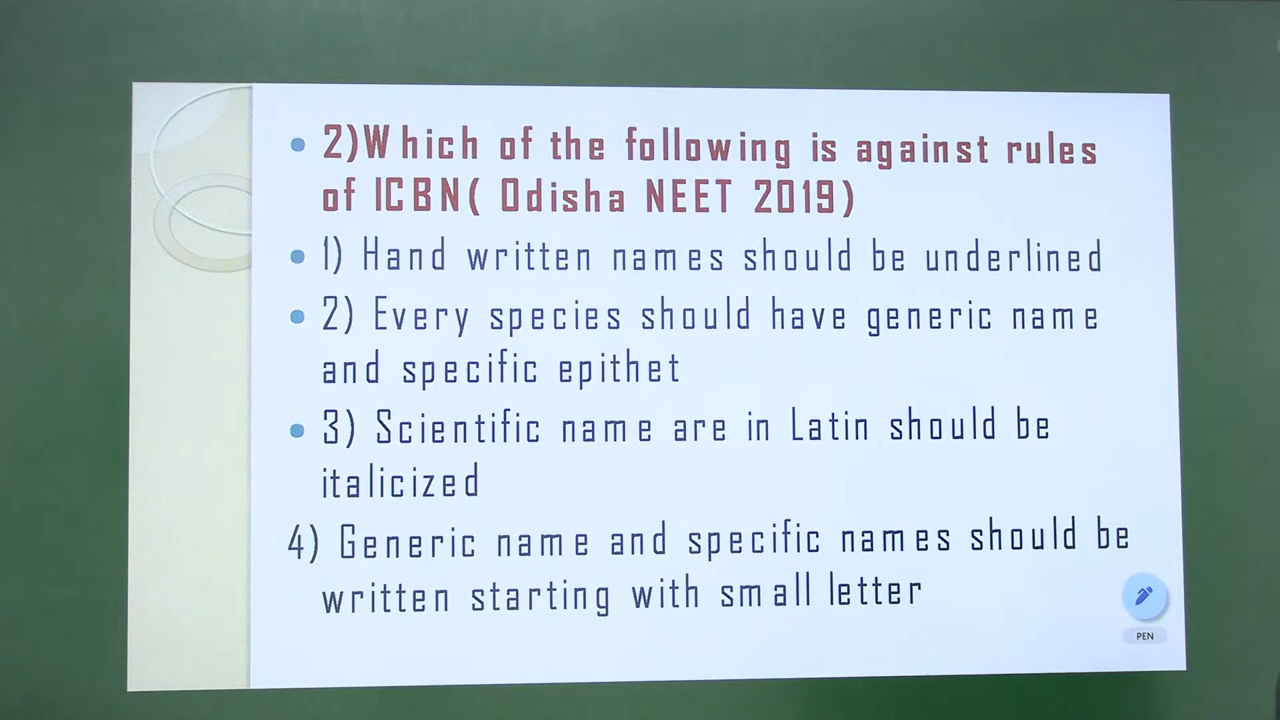 2)Which of the following is against rules
of ICBN( Odisha NEET 2019)
1) Hand written names should be underlined
2) Every species should have generic name
and specific epithet
3) Scientific name are in Latin should be
italicized
4) Generic name and specific names should be
written starting with small letter
PEN